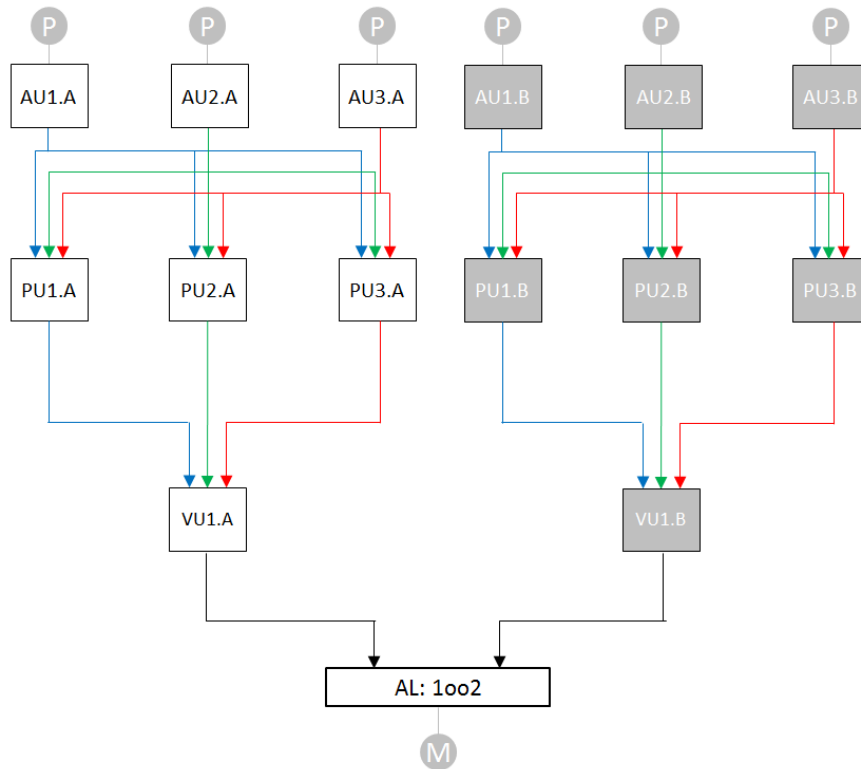 P P P P P P
AU1.A AU2.A AU3.A AU1.B AU2.B AU3.B
PU1.A PU2.A PU3.A PU1.B PU2.B PU3.B
VU1.A VU1.B
AL: 1oo2
M